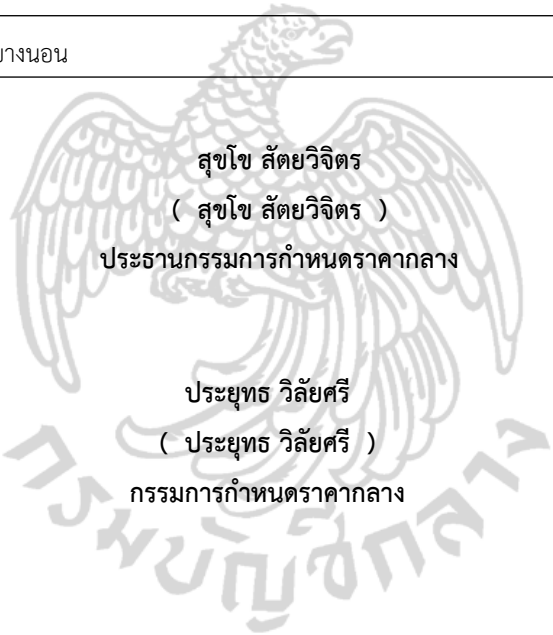 างนอน
สุขโข สัตยวิจิตร
( สุขโข สัตยวิจิตร )
ประธานกรรมการกำหนดราคากลาง
ประยุทธ วิลัยศรี
( ประยุทธ วิลัยศรี )
กรรมการกำหนดราคากลาง
กรมบัญชีกลาง